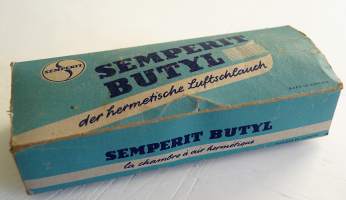 SEMPERIT
SEMPERIT
BUTYL
der hermetische Luftschlauch
SEMPERIT BUTYL
la chambre à air hermétique